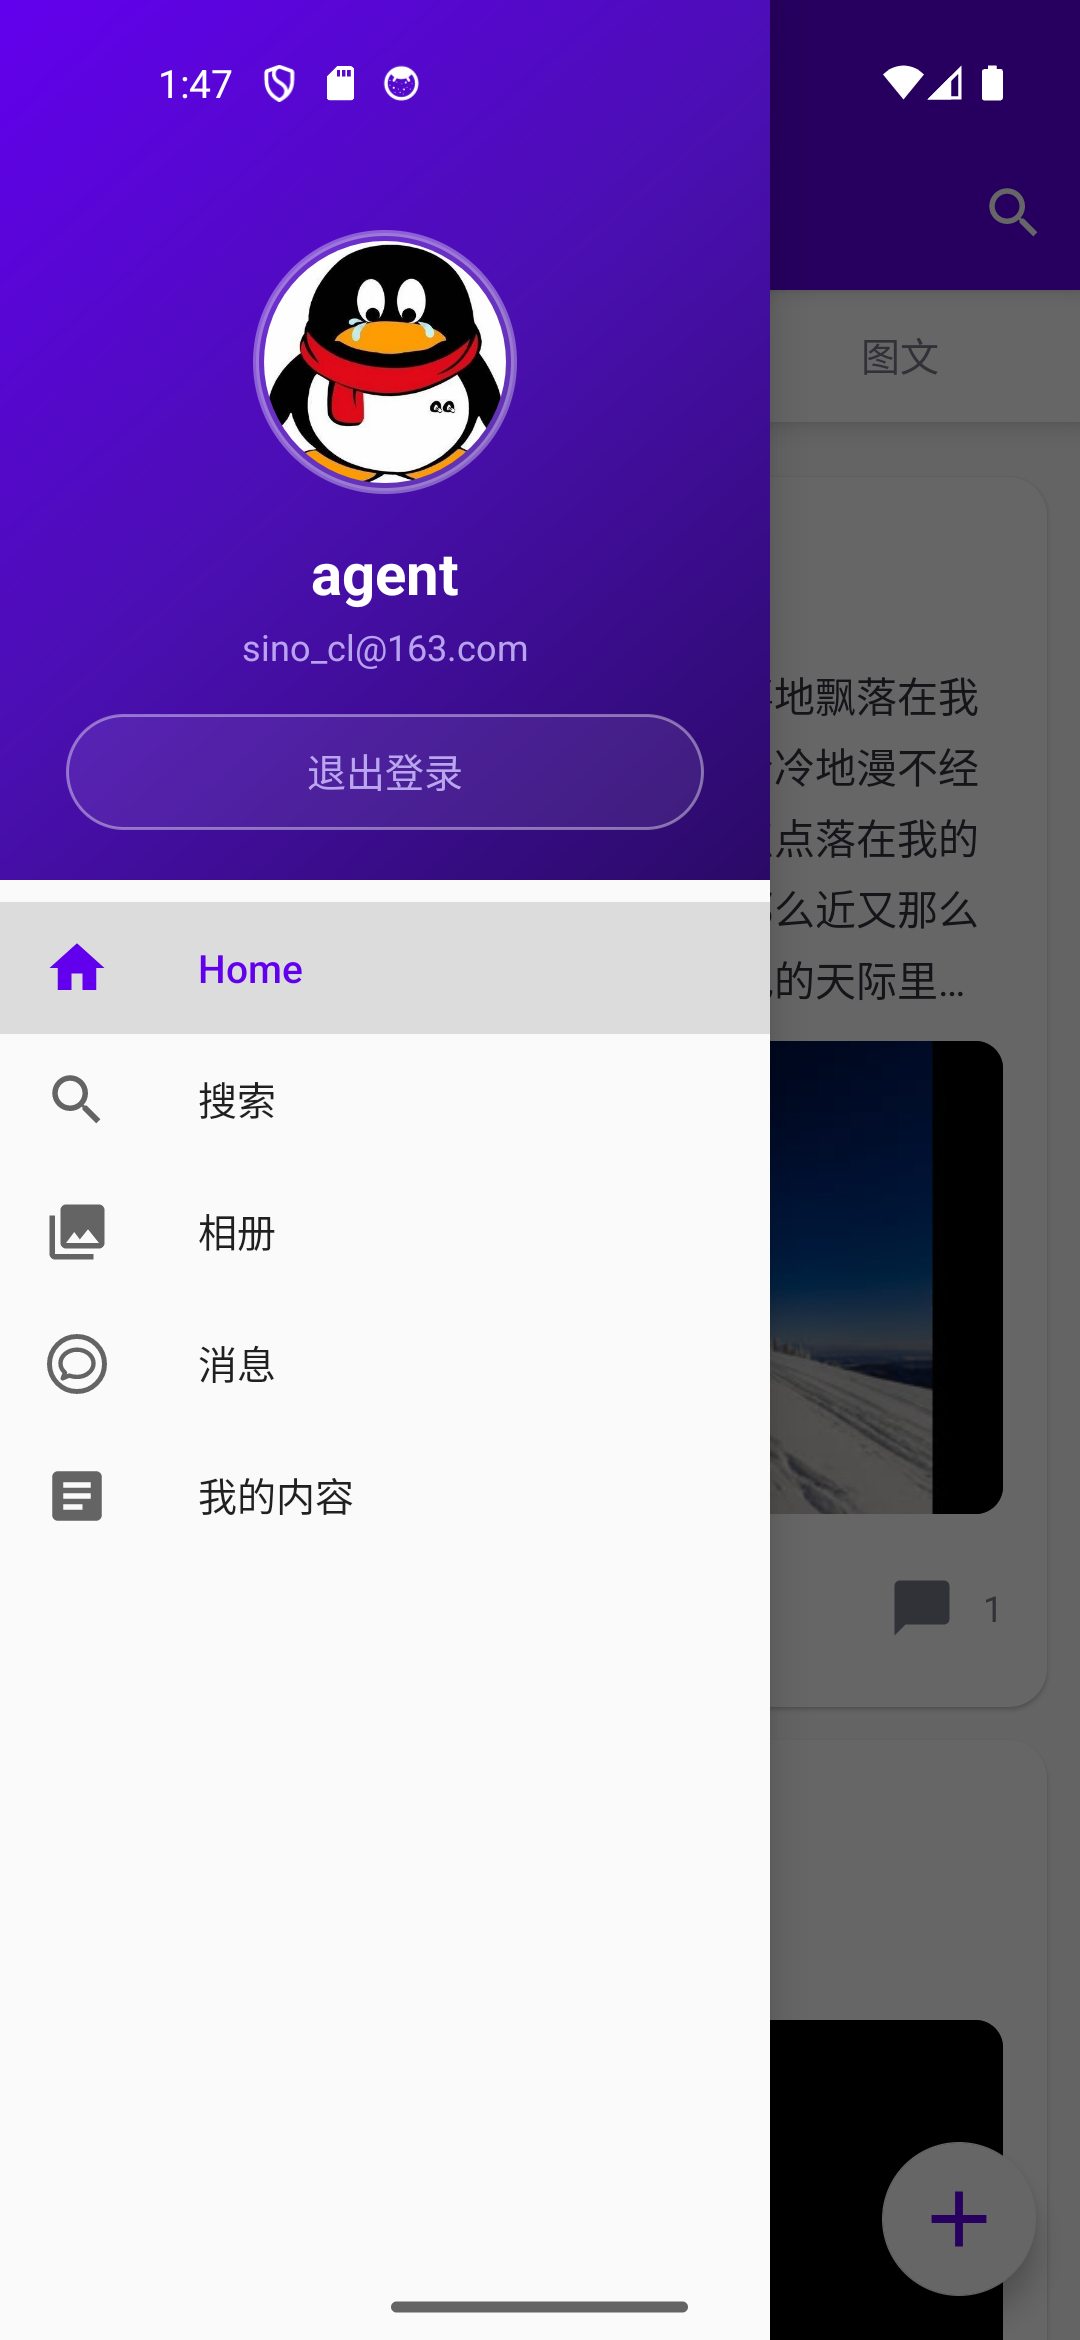 1:47
图文
agent
sino_cl@163.com
地飘落在我
退出登录
冷地漫不经
点落在我的
么近又那么
Home
的天际里...
搜索
相册
消息
我的内容
1